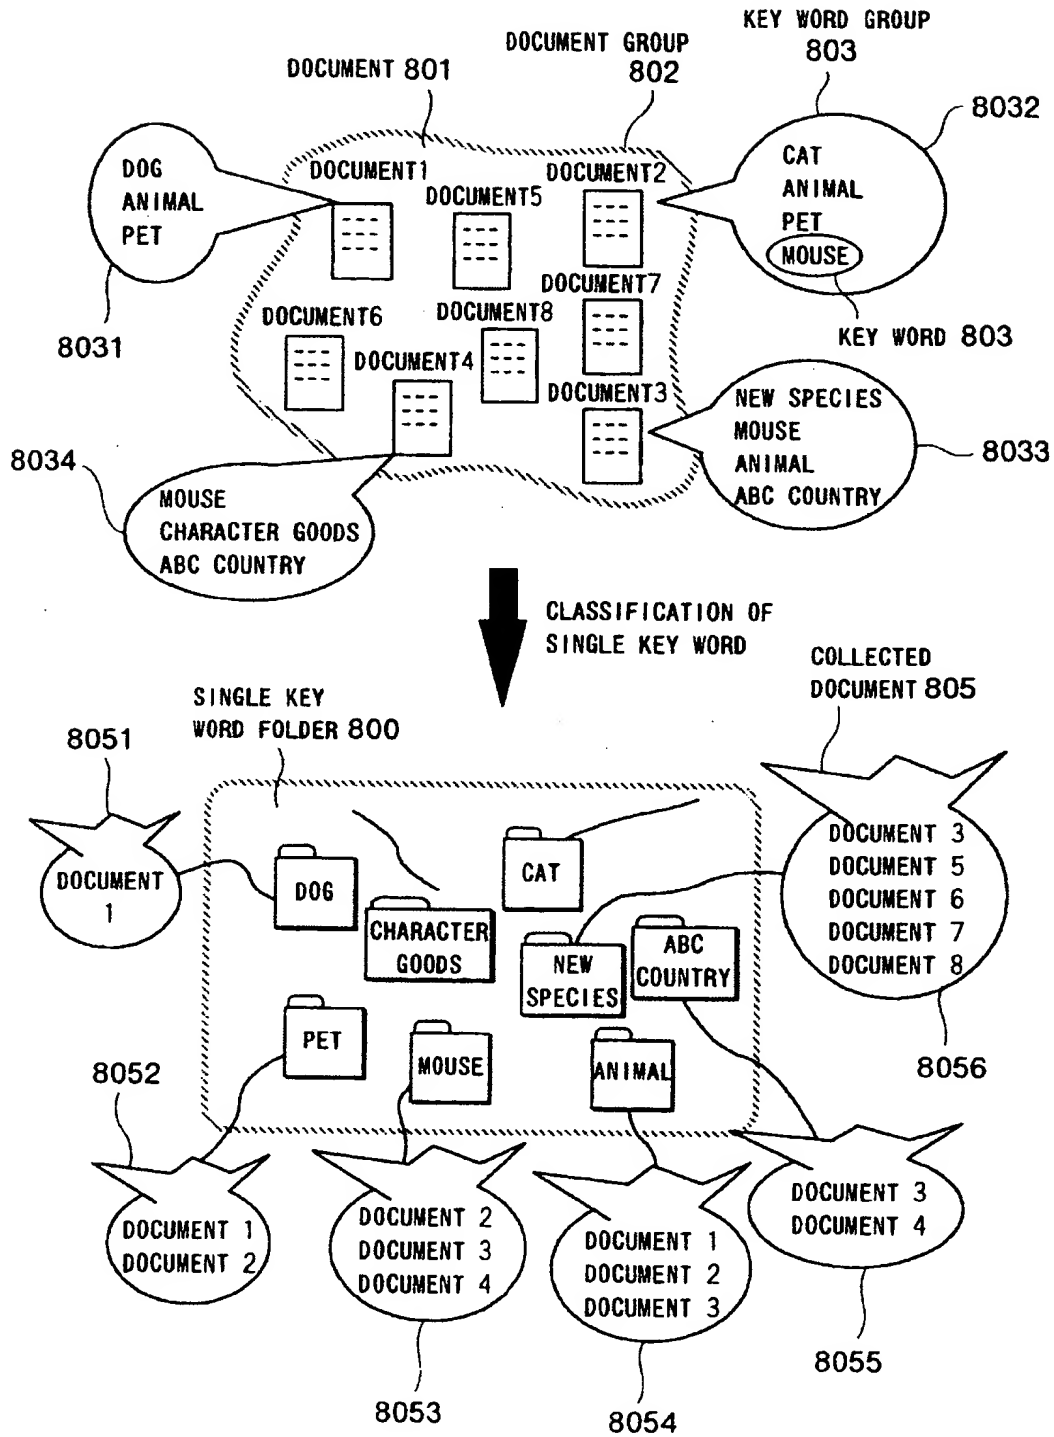 KEY WORD GROUP
803
DOCUMENT GROUP
802
DOCUMENT 801
8032
DOG
ANIMAL
PET
8031
DOCUMENT1
DOCUMENT5
DOCUMENT2
CAT
ANIMAL
PET
MOUSE
KEY WORD 803
DOCUMENT6
DOCUMENT8
DOCUMENT7
DOCUMENT4
DOCUMENT3
NEW SPECIES
MOUSE
ANIMAL
ABC COUNTRY
8033
8034
MOUSE
CHARACTER GOODS
ABC COUNTRY
CLASSIFICATION OF
SINGLE KEY WORD
COLLECTED
DOCUMENT 805
SINGLE KEY
WORD FOLDER 800
8051
DOCUMENT
1
DOG
CHARACTER
GOODS
CAT
NEW
SPECIES
ABC
COUNTRY
PET
MOUSE
ANIMAL
DOCUMENT 3
DOCUMENT 5
DOCUMENT 6
DOCUMENT 7
DOCUMENT 8
8056
8052
DOCUMENT 1
DOCUMENT 2
DOCUMENT 2
DOCUMENT 3
DOCUMENT 4
8053
DOCUMENT 1
DOCUMENT 2
DOCUMENT 3
8054
DOCUMENT 3
DOCUMENT 4
8055